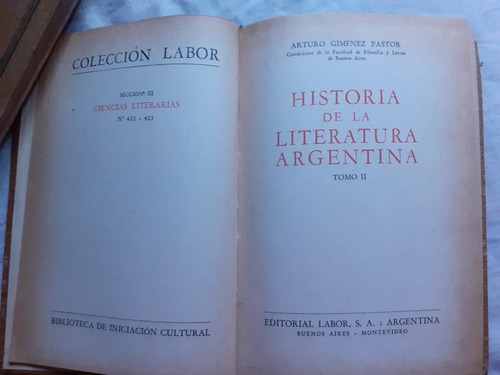 COLECCIÓN LABOR
SECCIONª III
CIENCIAS LITERARIAS
Nº 422 - 423
BIBLIOTECA DE INICIACIÓN CULTURAL
ARTURO GIMÉNEZ PASTOR
Catedrático de la Facultad de Filosofía y Letras
de Buenos Aires
HISTORIA
DE LA
LITERATURA
ARGENTINA
TOMO II
EDITORIAL LABOR, S. A. : ARGENTINA
BUENOS AIRES - MONTEVIDEO